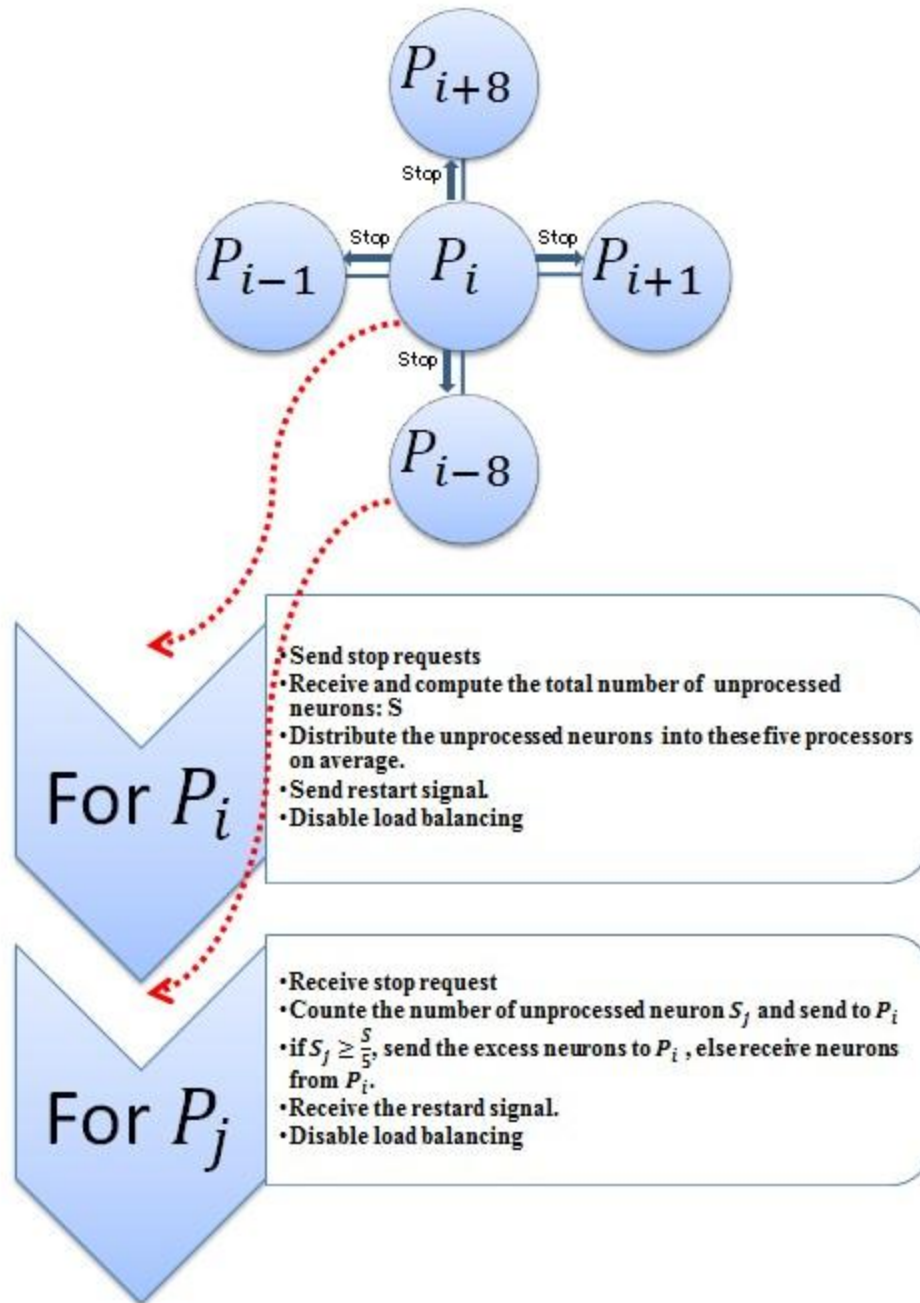 P_{i+8}
Stop
Stop
Stop
P_{i−1}
P_i
P_{i+1}
Stop
P_{i−8}
•Send stop requests
•Receive and compute the total number of unprocessed
neurons: S
•Distribute the unprocessed neurons into these five processors
on average.
•Send restart signal.
•Disable load balancing
For P_i
•Receive stop request
•Counte the number of unprocessed neuron S_j and send to P_i
•if S_j ≥ S/5, send the excess neurons to P_i , else receive neurons
from P_i.
•Receive the restard signal.
•Disable load balancing
For P_j